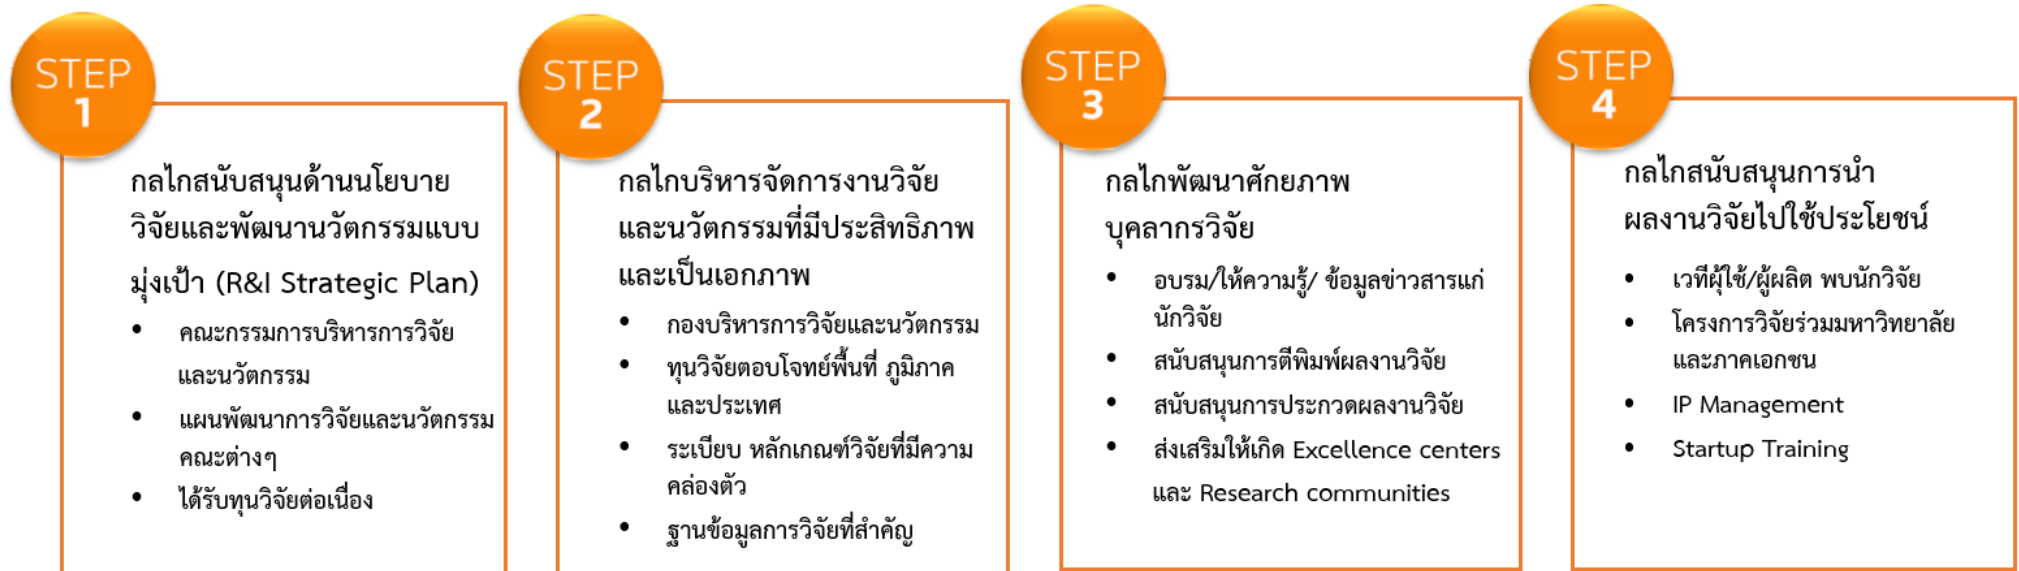 STEP
1
กลไกสนับสนุนด้านนโยบาย
วิจัยและพัฒนานวัตกรรมแบบ
มุ่งเป้า (R&I Strategic Plan)
• คณะกรรมการบริหารการวิจัย
และนวัตกรรม
• แผนพัฒนาการวิจัยและนวัตกรรม
คณะต่างๆ
• ได้รับทุนวิจัยต่อเนื่อง
STEP
2
กลไกบริหารจัดการงานวิจัย
และนวัตกรรมที่มีประสิทธิภาพ
และเป็นเอกภาพ
• กองบริหารการวิจัยและนวัตกรรม
• ทุนวิจัยตอบโจทย์พื้นที่ ภูมิภาค
และประเทศ
• ระเบียบ หลักเกณฑ์วิจัยที่มีความ
คล่องตัว
• ฐานข้อมูลการวิจัยที่สำคัญ
STEP
3
กลไกพัฒนาศักยภาพ
บุคลากรวิจัย
• อบรม/ให้ความรู้/ ข้อมูลข่าวสารแก่
นักวิจัย
• สนับสนุนการตีพิมพ์ผลงานวิจัย
• สนับสนุนการประกวดผลงานวิจัย
• ส่งเสริมให้เกิด Excellence centers
และ Research communities
STEP
4
กลไกสนับสนุนการนำ
ผลงานวิจัยไปใช้ประโยชน์
• เวทีผุ้ใช้/ผู้ผลิต พบนักวิจัย
• โครงการวิจัยร่วมมหาวิทยาลัย
และภาคเอกชน
• IP Management
• Startup Training